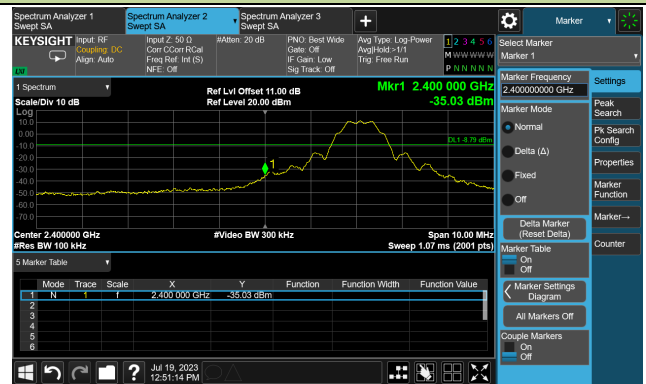 Spectrum Analyzer 1
Swept SA
Spectrum Analyzer 2
Swept SA
Spectrum Analyzer 3
Swept SA
+
Marker
KEYSIGHT
Input: RF
Coupling: DC
Align: Auto
Input Z: 50 Ω
Corr CCorr RCal
Freq Ref: Int (S)
NFE: Off
#Atten: 20 dB
PNO: Best Wide
Gate: Off
IF Gain: Low
Sig Track: Off
Avg Type: Log-Power
Avg|Hold:>1/1
Trig: Free Run
1 2 3 4 5 6
M W W W W W
P N N N N N
Select Marker
Marker 1
1 Spectrum
Scale/Div 10 dB
Ref Lvl Offset 11.00 dB
Ref Level 20.00 dBm
Mkr1 2.400 000 GHz
-35.03 dBm
Log
10.0
0.00
-10.0
-20.0
-30.0
-40.0
-50.0
-60.0
-70.0
DL1 -8.79 dBm
1
Center 2.400000 GHz
#Res BW 100 kHz
#Video BW 300 kHz
Span 10.00 MHz
Sweep 1.07 ms (2001 pts)
5 Marker Table
Mode Trace Scale X Y Function Function Width Function Value
1 N 1 f 2.400 000 GHz -35.03 dBm
2
3
4
5
6
Marker Frequency
2.400000000 GHz
Marker Mode
Normal
Delta (Δ)
Fixed
Off
Delta Marker
(Reset Delta)
Marker Table
On
Off
Marker Settings
Diagram
All Markers Off
Couple Markers
On
Off
Settings
Peak
Search
Pk Search
Config
Properties
Marker
Function
Marker→
Counter
?
Jul 19, 2023
12:51:14 PM